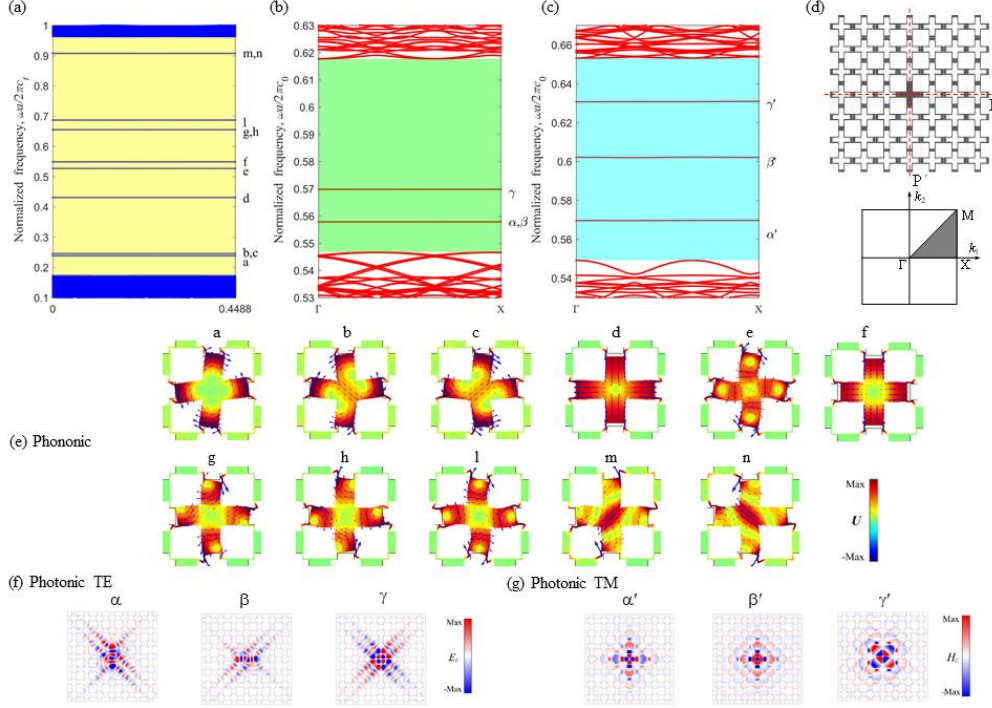 (a)
(b)
(c)
(d)
Normalized frequency, ωa/2πc_t
1
0.9
0.8
0.7
0.6
0.5
0.4
0.3
0.2
0.1
0
0.4488
m,n
l
g,h
f
e
d
b,c
a
Normalized frequency, ωa/2πc₀
0.63
0.62
0.61
0.6
0.59
0.58
0.57
0.56
0.55
0.54
0.53
Γ
X
γ
α,β
Normalized frequency, ωa/2πc₀
0.66
0.64
0.62
0.6
0.58
0.56
0.54
Γ
X
γ'
β'
α'
P'
k₂
M
Γ
X
k₁
a
b
c
d
e
f
(e) Phononic
g
h
l
m
n
Max
U
-Max
(f) Photonic TE
α
β
γ
Max
E_z
-Max
(g) Photonic TM
α'
β'
γ'
Max
H_z
-Max